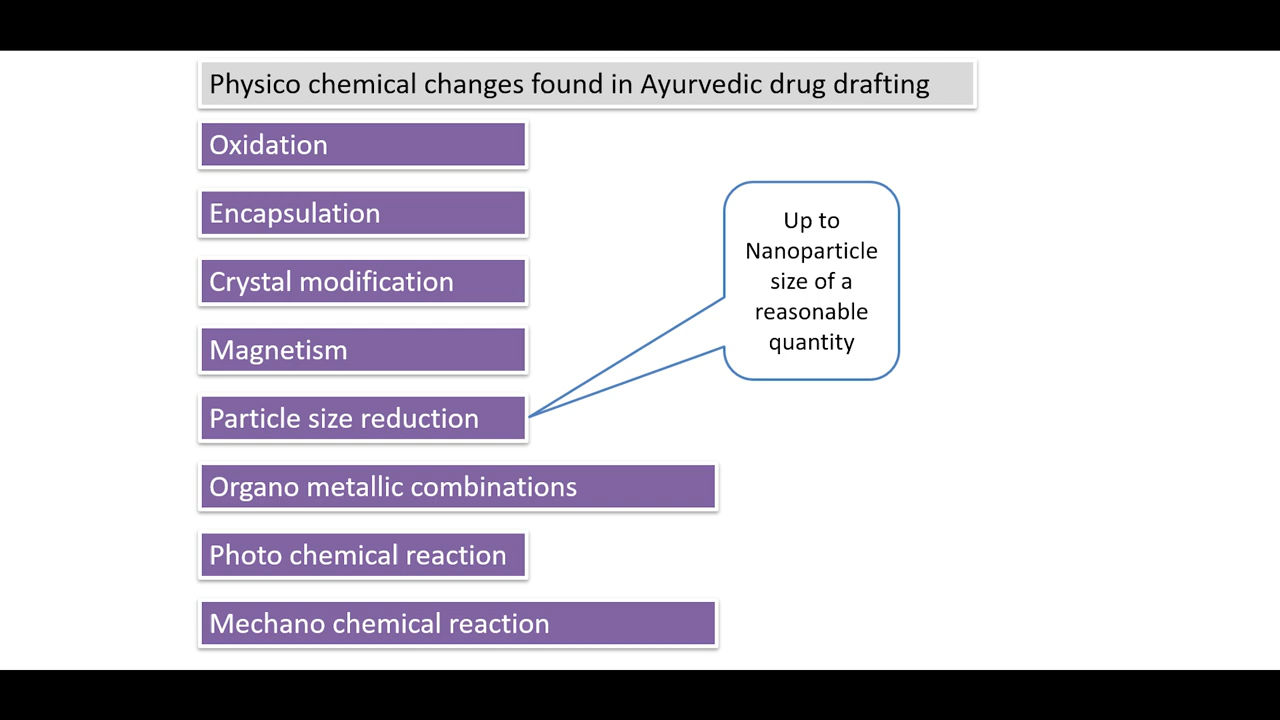 Physico chemical changes found in Ayurvedic drug drafting
Oxidation
Encapsulation
Crystal modification
Magnetism
Particle size reduction
Up to
Nanoparticle
size of a
reasonable
quantity
Organo metallic combinations
Photo chemical reaction
Mechano chemical reaction